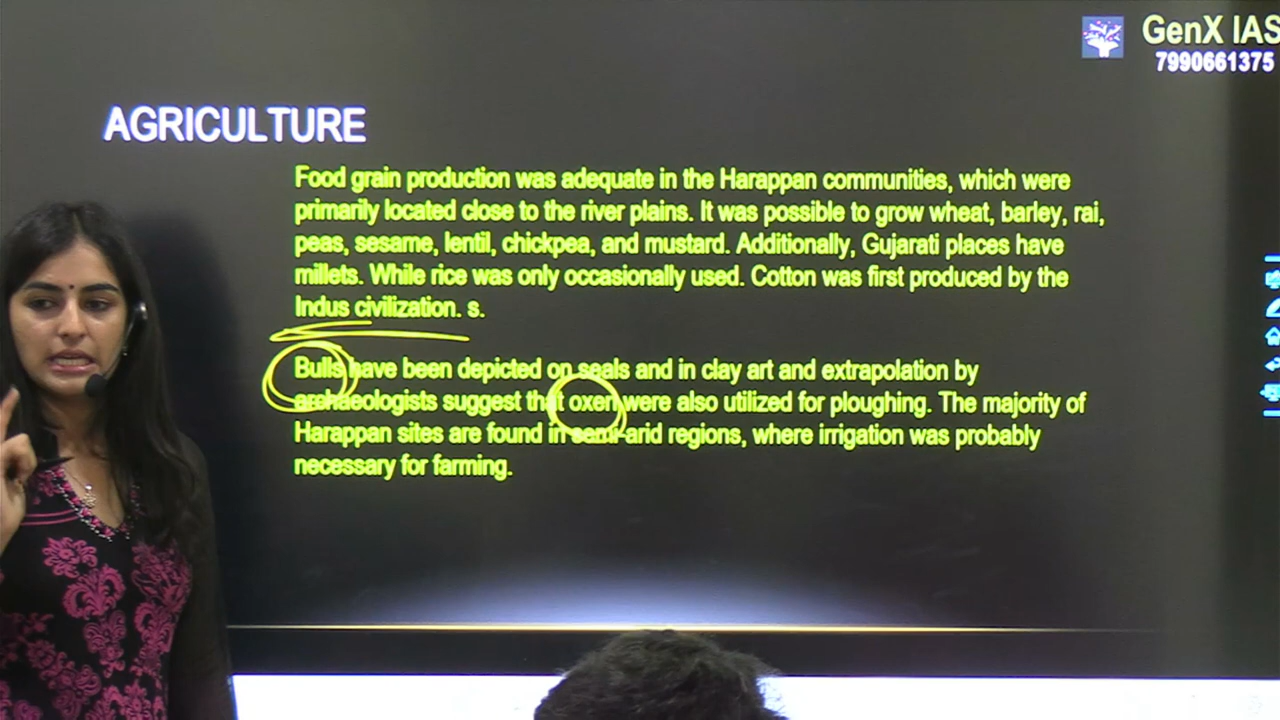 GenX IAS
7990661375
AGRICULTURE
Food grain production was adequate in the Harappan communities, which were
primarily located close to the river plains. It was possible to grow wheat, barley, rai,
peas, sesame, lentil, chickpea, and mustard. Additionally, Gujarati places have
millets. While rice was only occasionally used. Cotton was first produced by the
Indus civilization. s.
Bulls have been depicted on seals and in clay art and extrapolation by
archaeologists suggest that oxen were also utilized for ploughing. The majority of
Harappan sites are found in semi-arid regions, where irrigation was probably
necessary for farming.